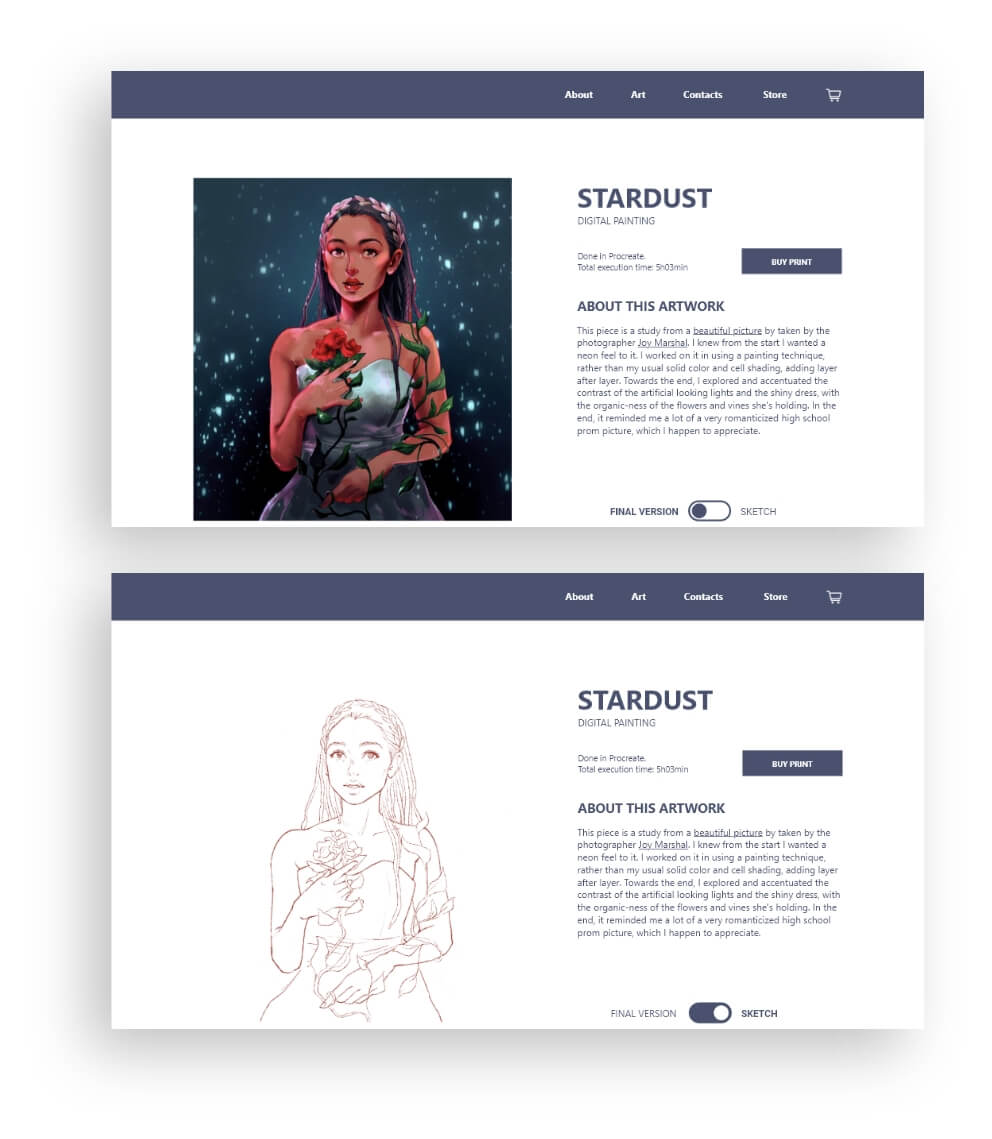 About Art Contacts Store
STARDUST
DIGITAL PAINTING
Done in Procreate.
Total execution time: 5h03min
BUY PRINT
ABOUT THIS ARTWORK
This piece is a study from a beautiful picture by taken by the
photographer Joy Marshal. I knew from the start I wanted a
neon feel to it. I worked on it in using a painting technique,
rather than my usual solid color and cell shading, adding layer
after layer. Towards the end, I explored and accentuated the
contrast of the artificial looking lights and the shiny dress, with
the organic-ness of the flowers and vines she's holding. In the
end, it reminded me a lot of a very romanticized high school
prom picture, which I happen to appreciate.
FINAL VERSION SKETCH
About Art Contacts Store
STARDUST
DIGITAL PAINTING
Done in Procreate.
Total execution time: 5h03min
BUY PRINT
ABOUT THIS ARTWORK
This piece is a study from a beautiful picture by taken by the
photographer Joy Marshal. I knew from the start I wanted a
neon feel to it. I worked on it in using a painting technique,
rather than my usual solid color and cell shading, adding layer
after layer. Towards the end, I explored and accentuated the
contrast of the artificial looking lights and the shiny dress, with
the organic-ness of the flowers and vines she's holding. In the
end, it reminded me a lot of a very romanticized high school
prom picture, which I happen to appreciate.
FINAL VERSION SKETCH